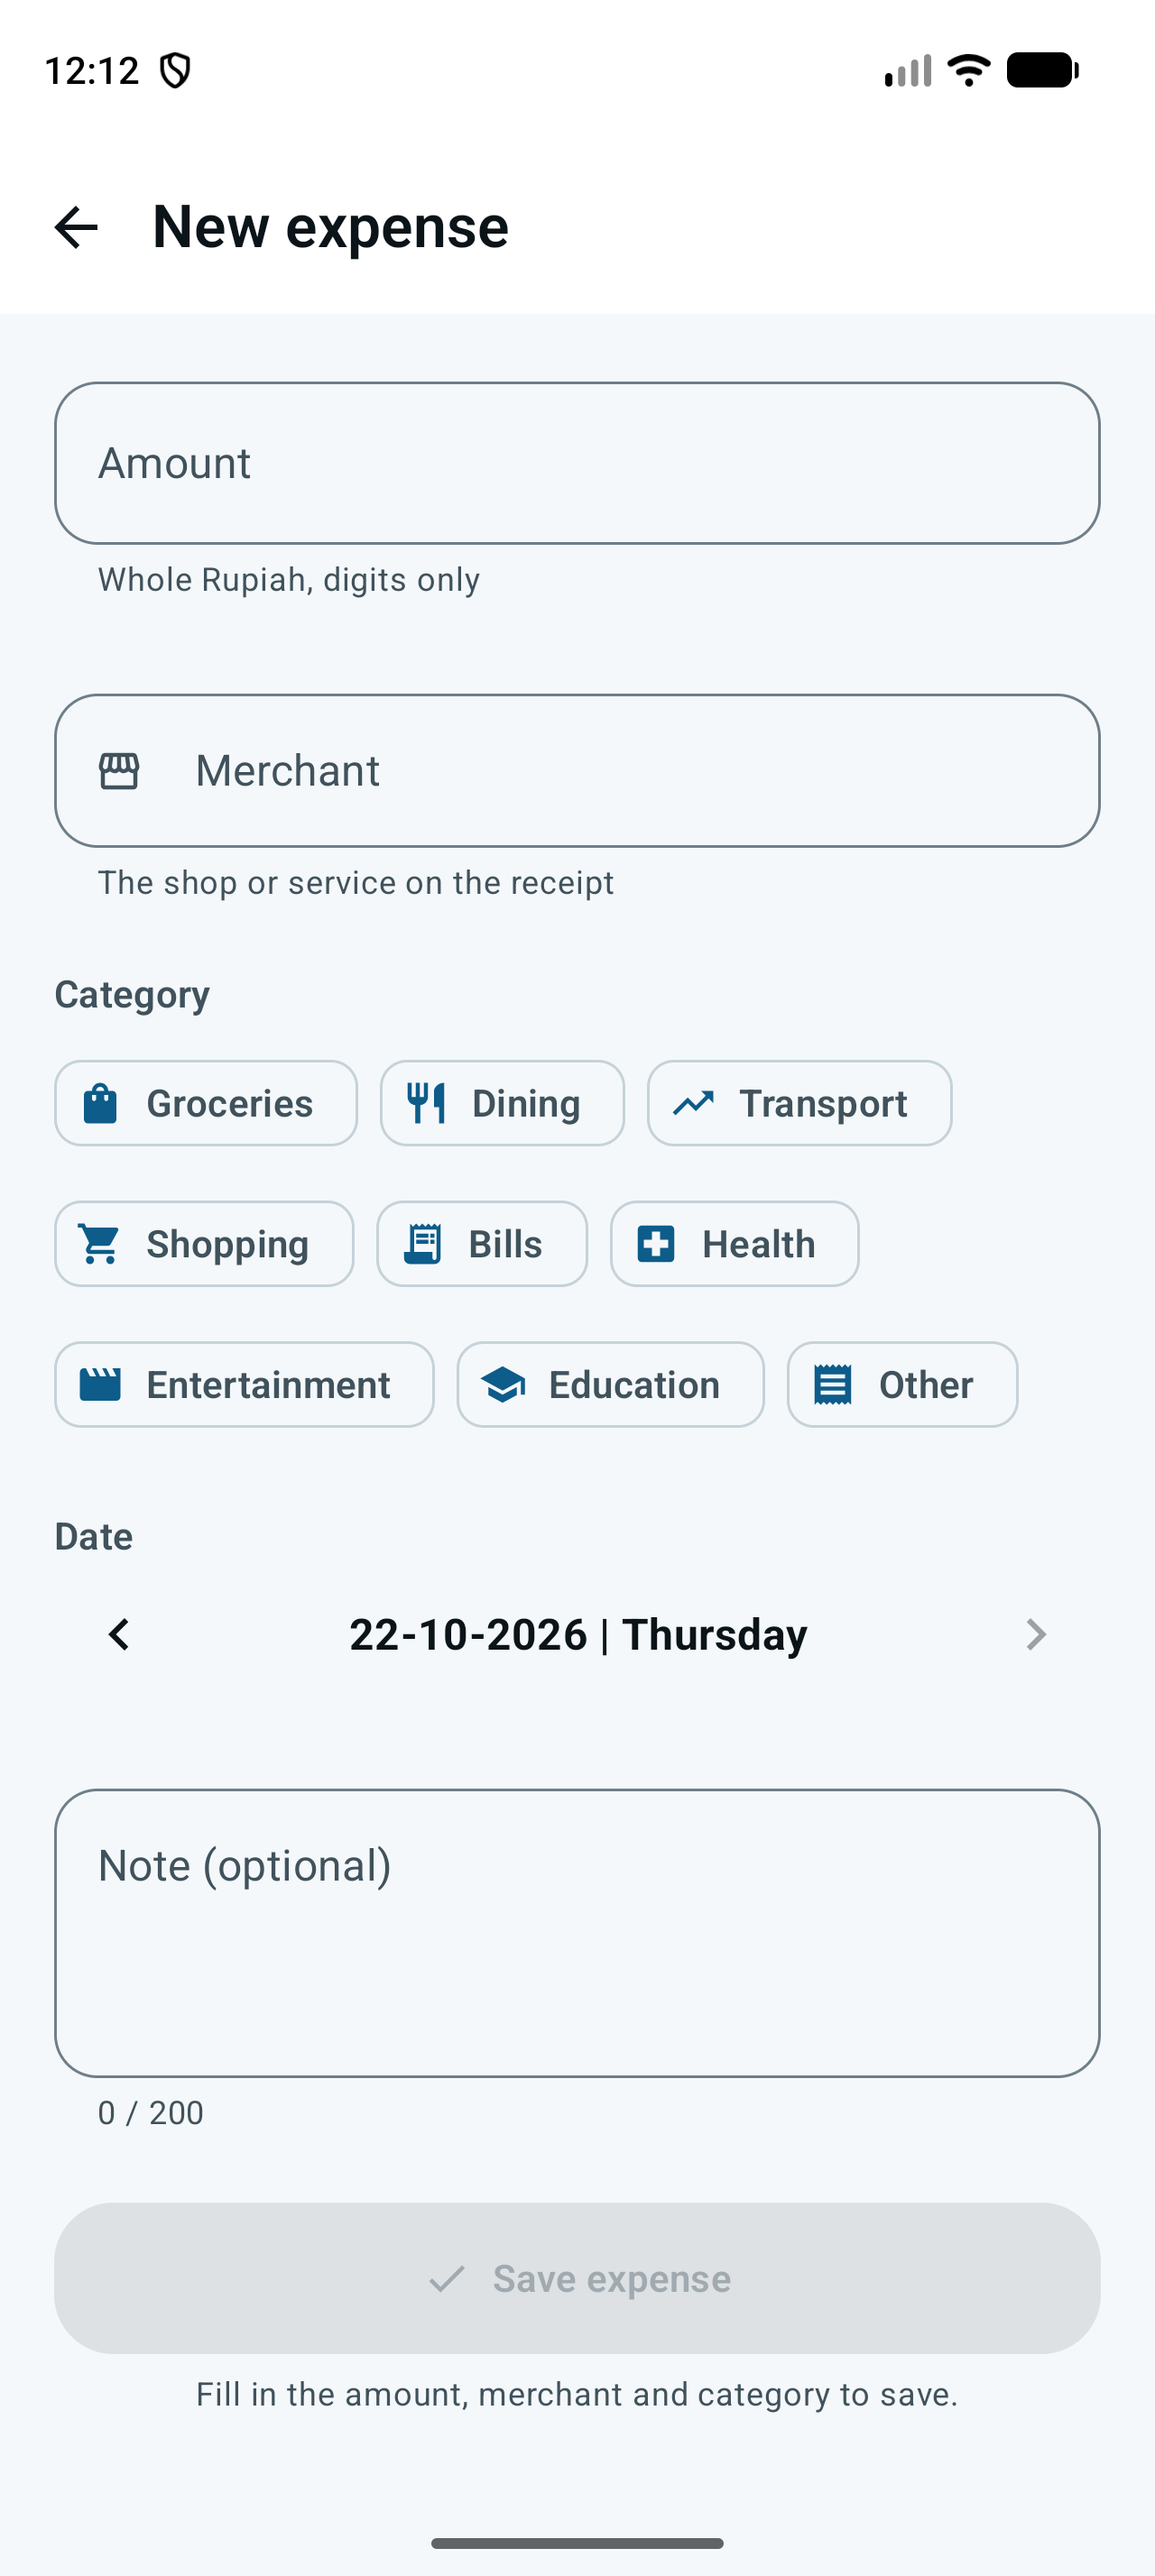 12:12
New expense
Amount
Whole Rupiah, digits only
Merchant
The shop or service on the receipt
Category
Groceries Dining Transport
Shopping Bills Health
Entertainment Education Other
Date
22-10-2026 | Thursday
Note (optional)
0 / 200
Save expense
Fill in the amount, merchant and category to save.